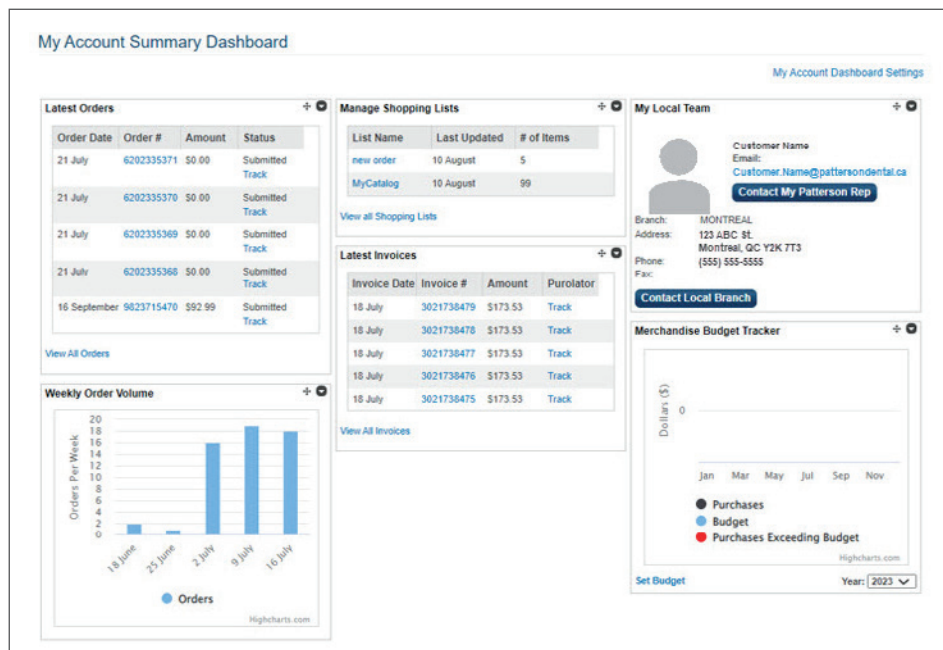 My Account Summary Dashboard
My Account Dashboard Settings
Latest Orders
Order Date Order # Amount Status
21 July 6202335371 $0.00 Submitted
Track
21 July 6202335370 $0.00 Submitted
Track
21 July 6202335369 $0.00 Submitted
Track
21 July 6202335368 $0.00 Submitted
Track
16 September 9823715470 $92.99 Submitted
Track
View All Orders
Weekly Order Volume
Orders Per Week
20
18
16
14
12
10
8
6
4
2
0
18 June
25 June
2 July
9 July
16 July
Orders
Highcharts.com
Manage Shopping Lists
List Name Last Updated # of Items
new order 10 August 5
MyCatalog 10 August 99
View all Shopping Lists
Latest Invoices
Invoice Date Invoice # Amount Purolator
18 July 3021738479 $173.53 Track
18 July 3021738478 $173.53 Track
18 July 3021738477 $173.53 Track
18 July 3021738476 $173.53 Track
18 July 3021738475 $173.53 Track
View All Invoices
My Local Team
Customer Name
Email:
Customer.Name@pattersondental.ca
Contact My Patterson Rep
Branch: MONTREAL
Address: 123 ABC St.
Montreal, QC Y2K 7T3
Phone: (555) 555-5555
Fax:
Contact Local Branch
Merchandise Budget Tracker
Dollars ($)
0
Jan Mar May Jul Sep Nov
Purchases
Budget
Purchases Exceeding Budget
Highcharts.com
Set Budget Year: 2023